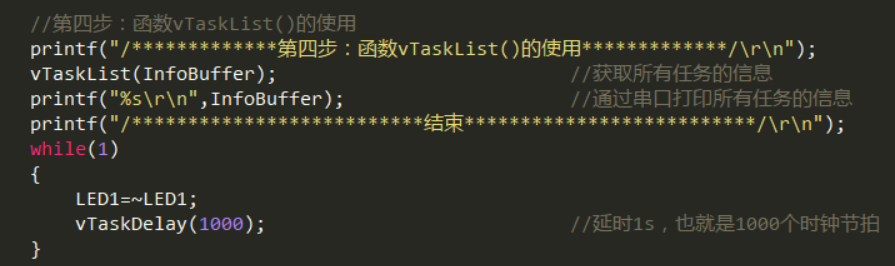 //第四步：函数vTaskList()的使用
printf("/*************第四步：函数vTaskList()的使用*************/\r\n");
vTaskList(InfoBuffer); //获取所有任务的信息
printf("%s\r\n",InfoBuffer); //通过串口打印所有任务的信息
printf("/**************************结束**************************/\r\n");
while(1)
{
LED1=~LED1;
vTaskDelay(1000); //延时1s，也就是1000个时钟节拍
}